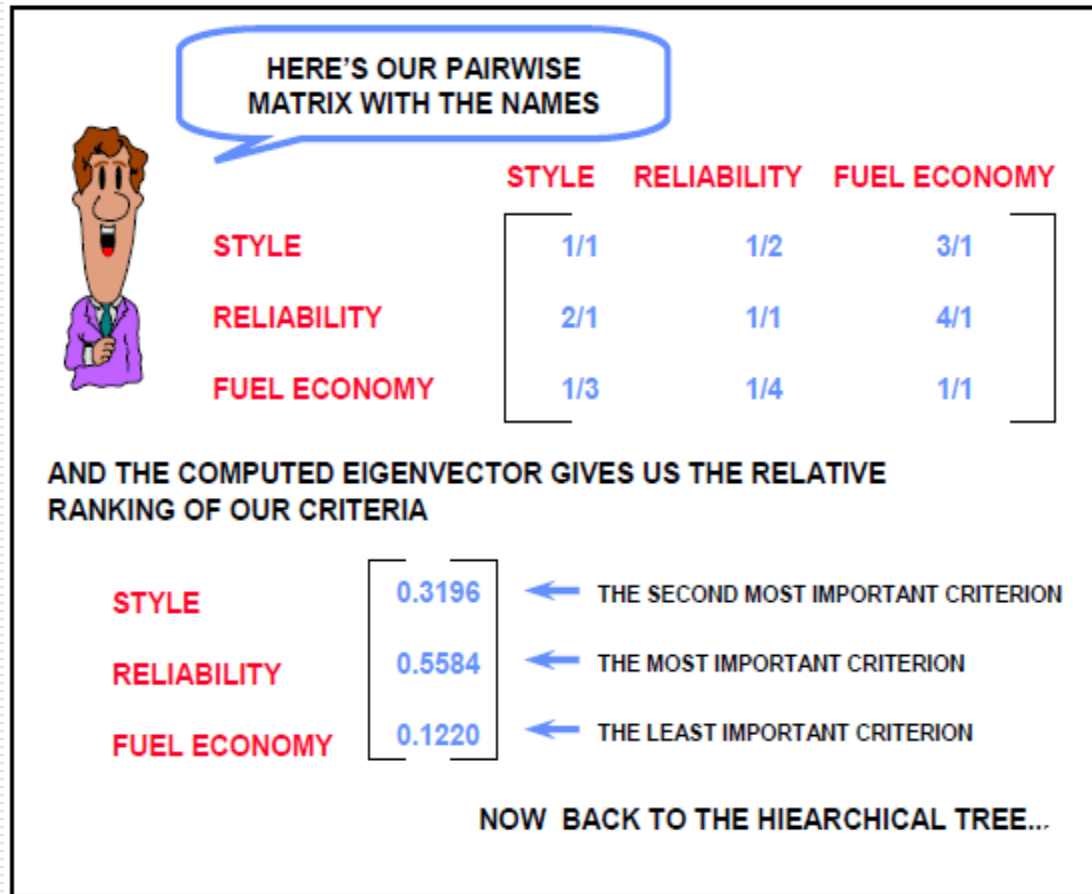 HERE'S OUR PAIRWISE
MATRIX WITH THE NAMES
STYLE RELIABILITY FUEL ECONOMY
STYLE 1/1 1/2 3/1
RELIABILITY 2/1 1/1 4/1
FUEL ECONOMY 1/3 1/4 1/1
AND THE COMPUTED EIGENVECTOR GIVES US THE RELATIVE
RANKING OF OUR CRITERIA
STYLE 0.3196 THE SECOND MOST IMPORTANT CRITERION
RELIABILITY 0.5584 THE MOST IMPORTANT CRITERION
FUEL ECONOMY 0.1220 THE LEAST IMPORTANT CRITERION
NOW BACK TO THE HIEARCHICAL TREE...